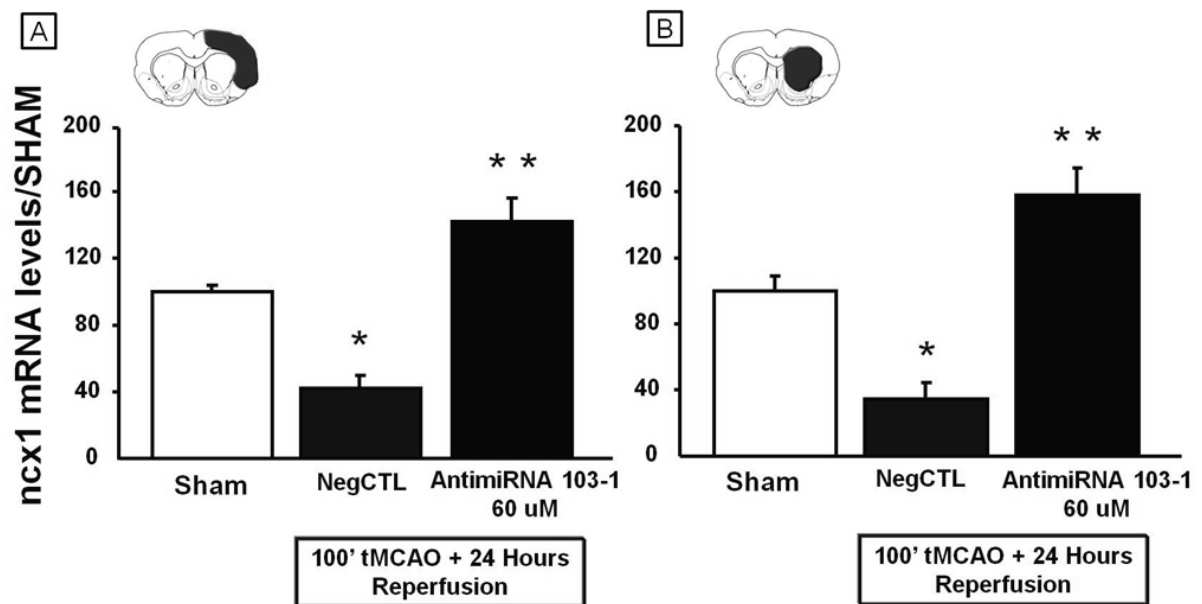 A
B
ncx1 mRNA levels/SHAM
200
160
120
80
40
0
* *
*
Sham
NegCTL
AntimiRNA 103-1
60 uM
100' tMCAO + 24 Hours
Reperfusion
200
160
120
80
40
0
* *
*
Sham
NegCTL
AntimiRNA 103-1
60 uM
100' tMCAO + 24 Hours
Reperfusion